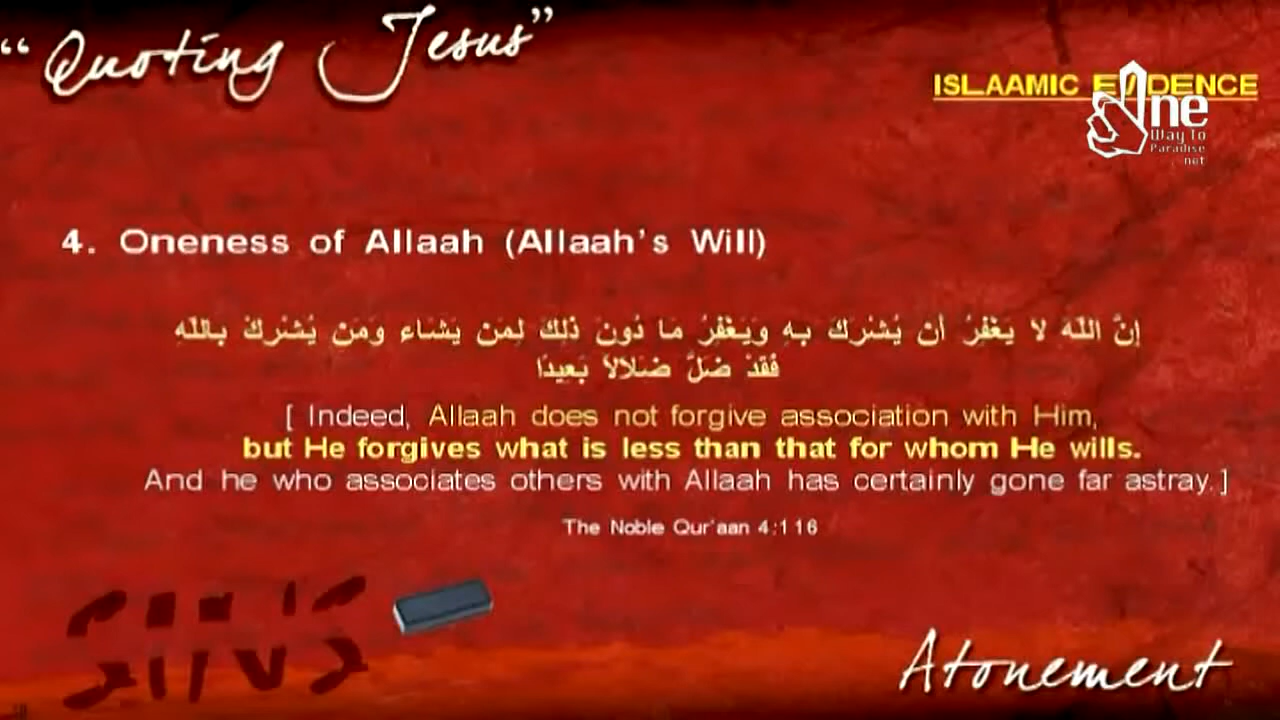 “Quoting Jesus”
ISLAAMIC EVIDENCE
One
Way To
Paradise
.net
4. Oneness of Allaah (Allaah's Will)
إِنَّ اللّهَ لاَ يَغْفِرُ أَن يُشْرَكَ بِهِ وَيَغْفِرُ مَا دُونَ ذَلِكَ لِمَن يَشَاء وَمَن يُشْرِكْ بِاللّهِ
فَقَدْ ضَلَّ ضَلاَلاً بَعِيدًا
[ Indeed, Allaah does not forgive association with Him,
but He forgives what is less than that for whom He wills.
And he who associates others with Allaah has certainly gone far astray. ]
The Noble Qur'aan 4:116
Atonement